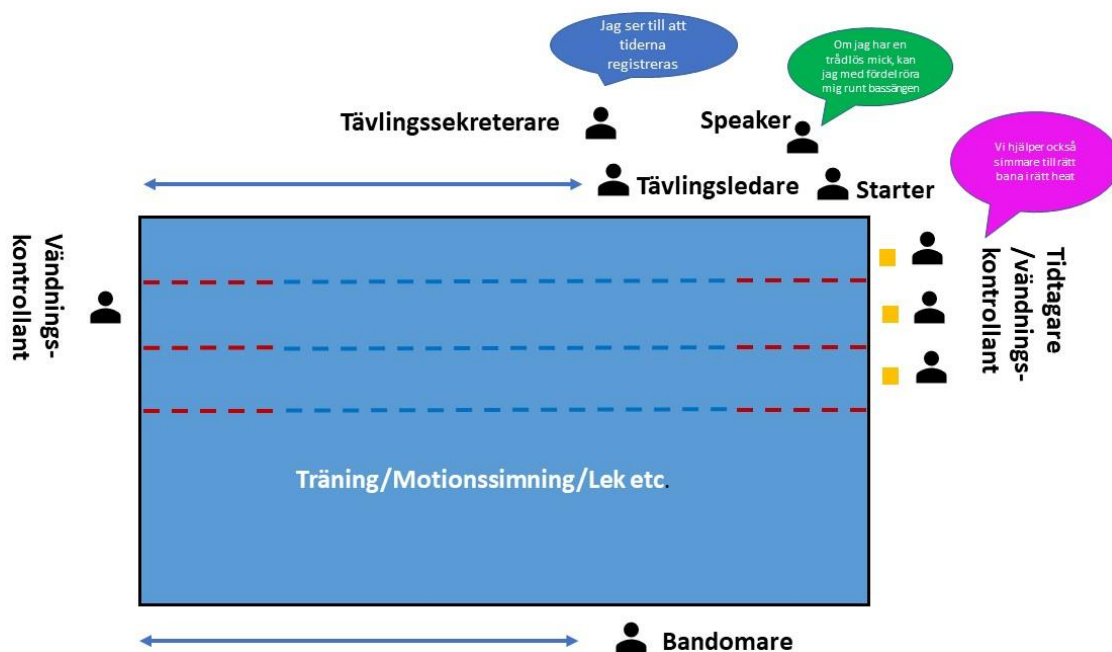 Jag ser till att
tiderna
registreras
Om jag har en
trådlös mick, kan
jag med fördel röra
mig runt bassängen
Tävlingssekreterare
Speaker
Vi hjälper också
simmare till rätt
bana i rätt heat
Tävlingsledare
Starter
Vändnings-
kontrollant
Tidtagare
/vändnings-
kontrollant
Träning/Motionssimning/Lek etc.
Bandomare